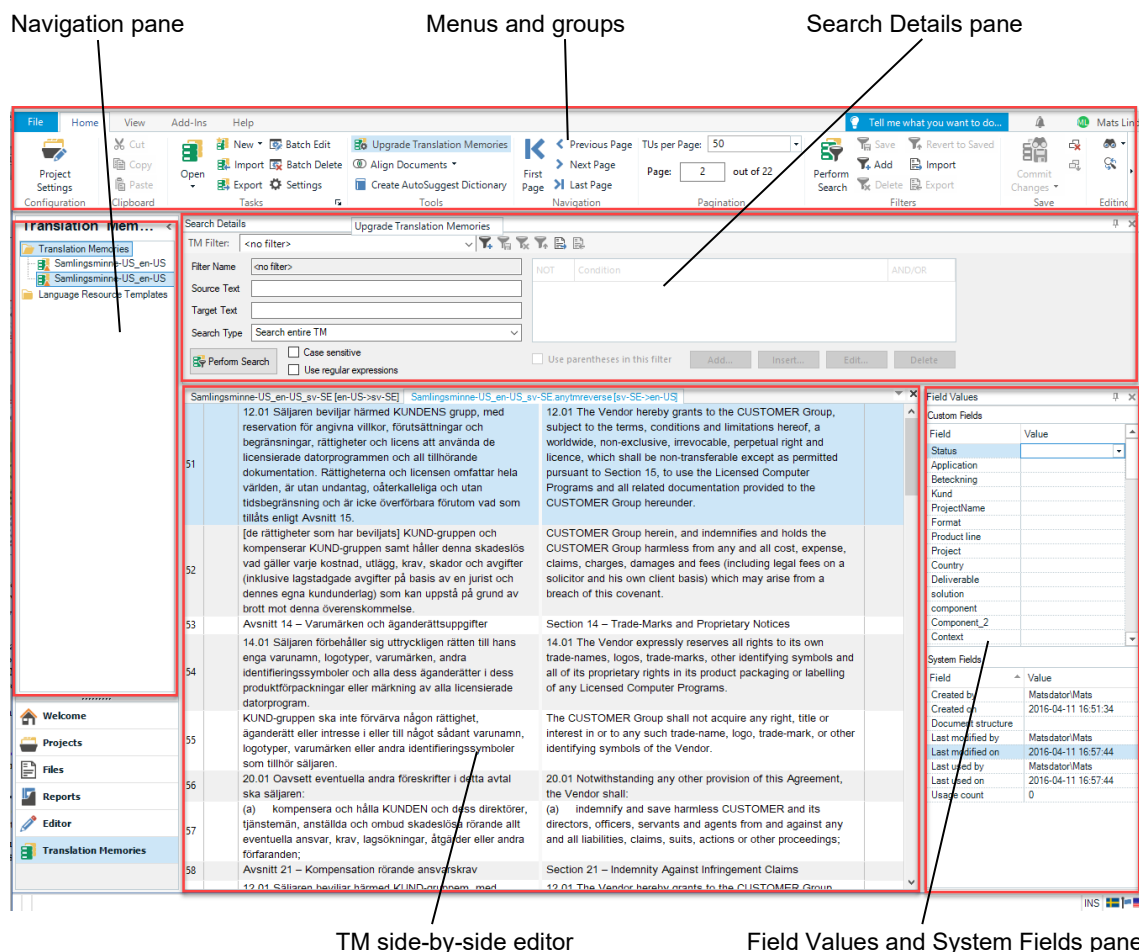 Navigation pane
Menus and groups
Search Details pane
File Home View Add-Ins Help
Tell me what you want to do...
ML Mats Lind
Project Settings
Configuration
Cut
Copy
Paste
Clipboard
Open
New Batch Edit
Import Batch Delete
Export Settings
Tasks
Upgrade Translation Memories
Align Documents
Create AutoSuggest Dictionary
Tools
First Page
Previous Page
Next Page
Last Page
Navigation
TUs per Page: 50
Page: 2 out of 22
Pagination
Perform Search
Save Revert to Saved
Add Import
Delete Export
Filters
Commit Changes
Save
Editing
Translation Mem...
Translation Memories
Samlingsminne-US_en-US
Samlingsminne-US_en-US
Language Resource Templates
Search Details
Upgrade Translation Memories
TM Filter: <no filter>
Filter Name <no filter>
Source Text
Target Text
Search Type Search entire TM
Perform Search
Case sensitive
Use regular expressions
NOT Condition AND/OR
Use parentheses in this filter
Add... Insert... Edit... Delete
Samlingsminne-US_en-US_sv-SE [en-US->sv-SE] Samlingsminne-US_en-US_sv-SE.anytmreverse [sv-SE->en-US]
51
12.01 Säljaren beviljar härmed KUNDENS grupp, med
reservation för angivna villkor, förutsättningar och
begränsningar, rättigheter och licens att använda de
licensierade datorprogrammen och all tillhörande
dokumentation. Rättigheterna och licensen omfattar hela
världen, är utan undantag, oåterkalleliga och utan
tidsbegränsning och är icke överförbara förutom vad som
tillåts enligt Avsnitt 15.
12.01 The Vendor hereby grants to the CUSTOMER Group,
subject to the terms, conditions and limitations hereof, a
worldwide, non-exclusive, irrevocable, perpetual right and
licence, which shall be non-transferable except as permitted
pursuant to Section 15, to use the Licensed Computer
Programs and all related documentation provided to the
CUSTOMER Group hereunder.
52
[de rättigheter som har beviljats] KUND-gruppen och
kompenserar KUND-gruppen samt håller denna skadeslös
vad gäller varje kostnad, utlägg, krav, skador och avgifter
(inklusive lagstadgade avgifter på basis av en jurist och
dennes egna kundunderlag) som kan uppstå på grund av
brott mot denna överenskommelse.
CUSTOMER Group herein, and indemnifies and holds the
CUSTOMER Group harmless from any and all cost, expense,
claims, charges, damages and fees (including legal fees on a
solicitor and his own client basis) which may arise from a
breach of this covenant.
53
Avsnitt 14 – Varumärken och äganderättsuppgifter
Section 14 – Trade-Marks and Proprietary Notices
54
14.01 Säljaren förbehåller sig uttryckligen rätten till hans
enga varunamn, logotyper, varumärken, andra
identifieringssymboler och alla dess äganderätter i dess
produktförpackningar eller märkning av alla licensierade
datorprogram.
14.01 The Vendor expressly reserves all rights to its own
trade-names, logos, trade-marks, other identifying symbols and
all of its proprietary rights in its product packaging or labelling
of any Licensed Computer Programs.
55
KUND-gruppen ska inte förvärva någon rättighet,
äganderätt eller intresse i eller till något sådant varunamn,
logotyper, varumärken eller andra identifieringssymboler
som tillhör säljaren.
The CUSTOMER Group shall not acquire any right, title or
interest in or to any such trade-name, logo, trade-mark, or other
identifying symbols of the Vendor.
56
20.01 Oavsett eventuella andra föreskrifter i detta avtal
ska säljaren:
20.01 Notwithstanding any other provision of this Agreement,
the Vendor shall:
57
(a) kompensera och hålla KUNDEN och dess direktörer,
tjänstemän, anställda och ombud skadeslösa rörande allt
eventuella ansvar, krav, lagsökningar, åtgärder eller andra
förfaranden;
(a) indemnify and save harmless CUSTOMER and its
directors, officers, servants and agents from and against any
and all liabilities, claims, suits, actions or other proceedings;
58
Avsnitt 21 – Kompensation rörande ansvarskrav
Section 21 – Indemnity Against Infringement Claims
12.01 Säljaren beviljar härmed KUND-gruppem, med
12.01 The Vendor hereby grants to the CUSTOMER Group
Field Values
Custom Fields
Field Value
Status
Application
Beteckning
Kund
ProjectName
Format
Product line
Project
Country
Deliverable
solution
component
Component_2
Context
System Fields
Field Value
Created by Matsdator\Mats
Created on 2016-04-11 16:51:34
Document structure
Last modified by Matsdator\Mats
Last modified on 2016-04-11 16:57:44
Last used by Matsdator\Mats
Last used on 2016-04-11 16:57:44
Usage count 0
Welcome
Projects
Files
Reports
Editor
Translation Memories
INS
TM side-by-side editor
Field Values and System Fields pane